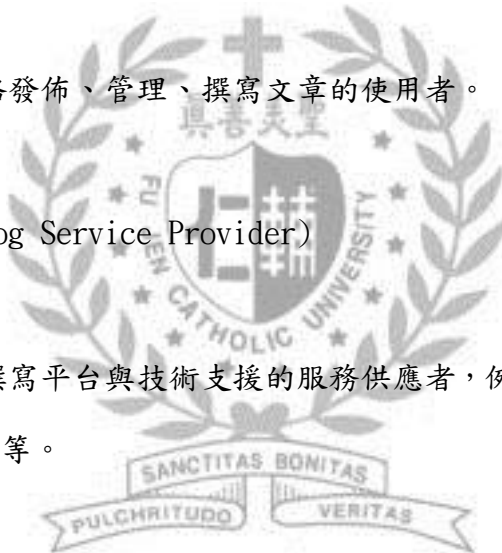 發佈、管理、撰寫文章的使用者。
真善美聖
FU JEN CATHOLIC UNIVERSITY
仁
og Service Provider)
撰寫平台與技術支援的服務供應者，例
等。
SANCTITAS BONITAS
PULCHRITUDO VERITAS